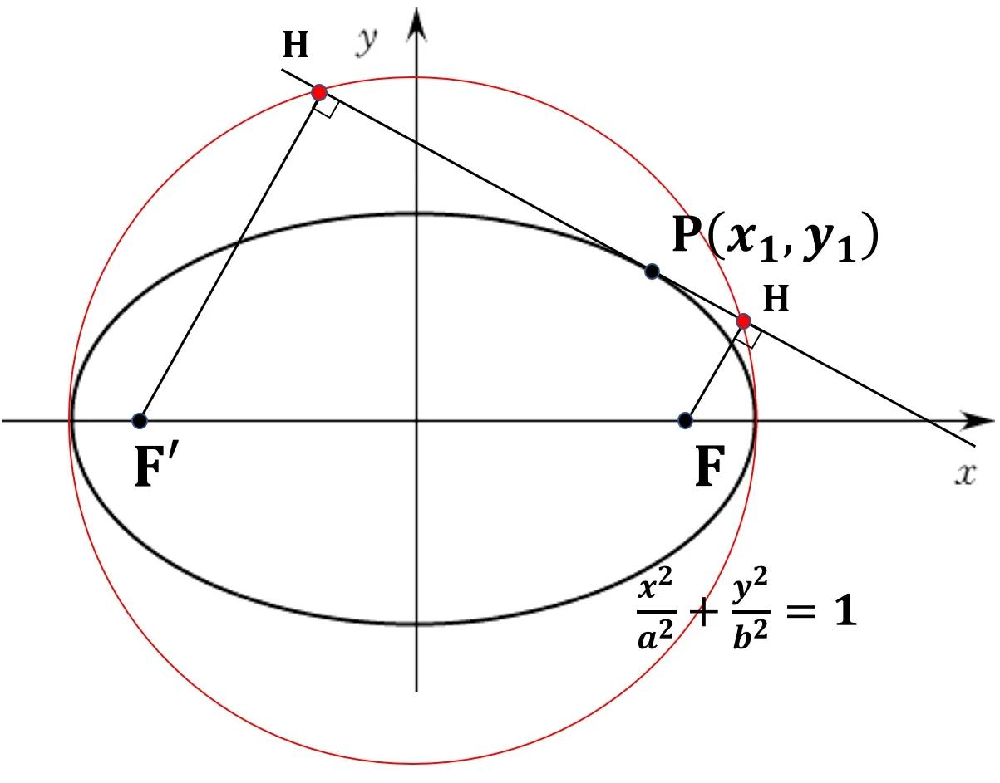 H
y
P(x₁, y₁)
H
F′
F
x
x²/a² + y²/b² = 1